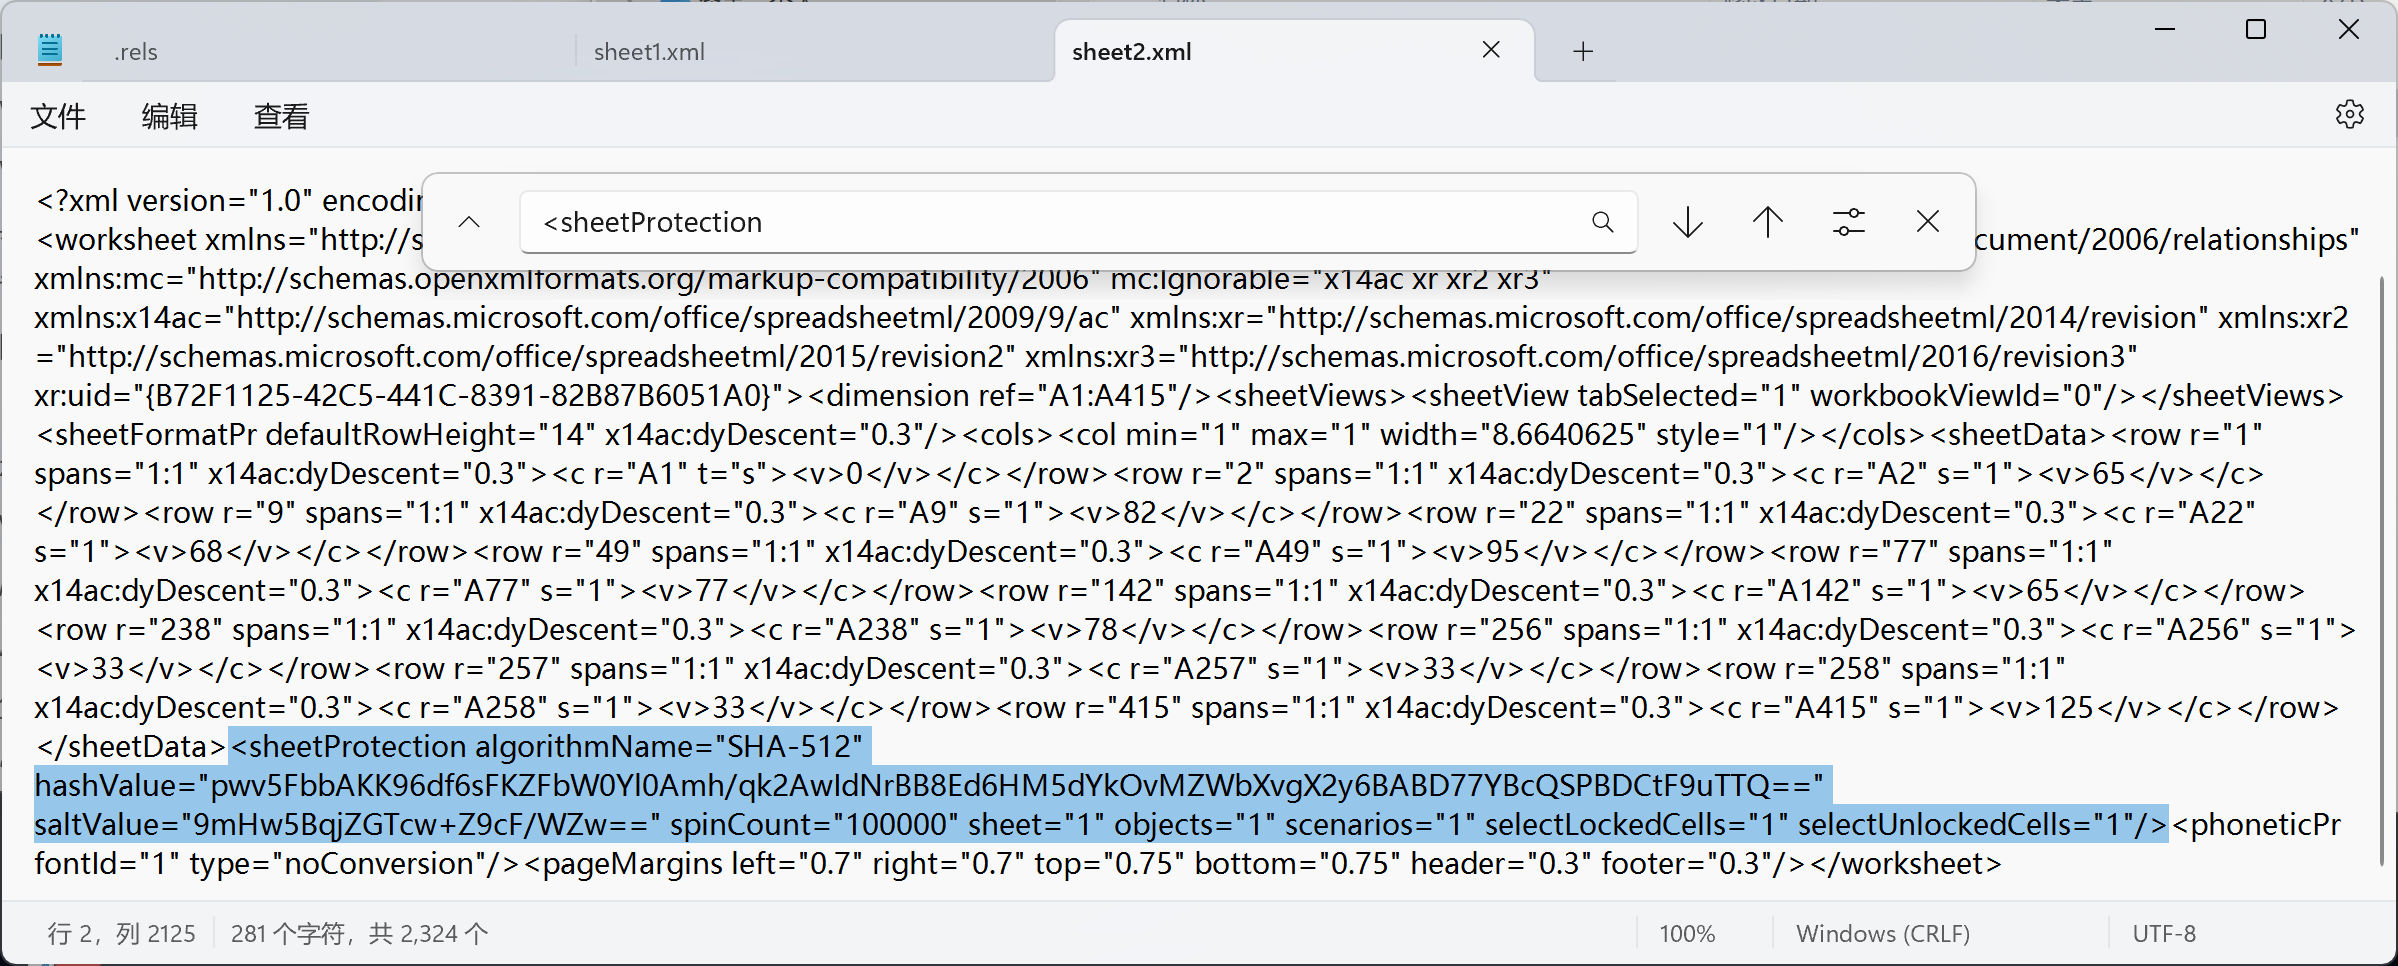 .rels
sheet1.xml
sheet2.xml
文件
编辑
查看
<sheetProtection
<?xml version="1.0"
<worksheet xmlns="http://s cument/2006/relationships"
xmlns:mc="http://schemas.openxmlformats.org/markup-compatibility/2006" mc:Ignorable="x14ac xr xr2 xr3"
xmlns:x14ac="http://schemas.microsoft.com/office/spreadsheetml/2009/9/ac" xmlns:xr="http://schemas.microsoft.com/office/spreadsheetml/2014/revision" xmlns:xr2
="http://schemas.microsoft.com/office/spreadsheetml/2015/revision2" xmlns:xr3="http://schemas.microsoft.com/office/spreadsheetml/2016/revision3"
xr:uid="{B72F1125-42C5-441C-8391-82B87B6051A0}"><dimension ref="A1:A415"/><sheetViews><sheetView tabSelected="1" workbookViewId="0"/></sheetViews>
<sheetFormatPr defaultRowHeight="14" x14ac:dyDescent="0.3"/><cols><col min="1" max="1" width="8.6640625" style="1"/></cols><sheetData><row r="1"
spans="1:1" x14ac:dyDescent="0.3"><c r="A1" t="s"><v>0</v></c></row><row r="2" spans="1:1" x14ac:dyDescent="0.3"><c r="A2" s="1"><v>65</v></c>
</row><row r="9" spans="1:1" x14ac:dyDescent="0.3"><c r="A9" s="1"><v>82</v></c></row><row r="22" spans="1:1" x14ac:dyDescent="0.3"><c r="A22"
s="1"><v>68</v></c></row><row r="49" spans="1:1" x14ac:dyDescent="0.3"><c r="A49" s="1"><v>95</v></c></row><row r="77" spans="1:1"
x14ac:dyDescent="0.3"><c r="A77" s="1"><v>77</v></c></row><row r="142" spans="1:1" x14ac:dyDescent="0.3"><c r="A142" s="1"><v>65</v></c></row>
<row r="238" spans="1:1" x14ac:dyDescent="0.3"><c r="A238" s="1"><v>78</v></c></row><row r="256" spans="1:1" x14ac:dyDescent="0.3"><c r="A256" s="1">
<v>33</v></c></row><row r="257" spans="1:1" x14ac:dyDescent="0.3"><c r="A257" s="1"><v>33</v></c></row><row r="258" spans="1:1"
x14ac:dyDescent="0.3"><c r="A258" s="1"><v>33</v></c></row><row r="415" spans="1:1" x14ac:dyDescent="0.3"><c r="A415" s="1"><v>125</v></c></row>
</sheetData><sheetProtection algorithmName="SHA-512"
hashValue="pwv5FbbAKK96df6sFKZFbW0Yl0Amh/qk2AwIdNrBB8Ed6HM5dYkOvMZWbXvgX2y6BABD77YBcQSPBDCtF9uTTQ=="
saltValue="9mHw5BqjZGTcw+Z9cF/WZw==" spinCount="100000" sheet="1" objects="1" scenarios="1" selectLockedCells="1" selectUnlockedCells="1"/><phoneticPr
fontId="1" type="noConversion"/><pageMargins left="0.7" right="0.7" top="0.75" bottom="0.75" header="0.3" footer="0.3"/></worksheet>
行 2，列 2125
281 个字符，共 2,324 个
100%
Windows (CRLF)
UTF-8